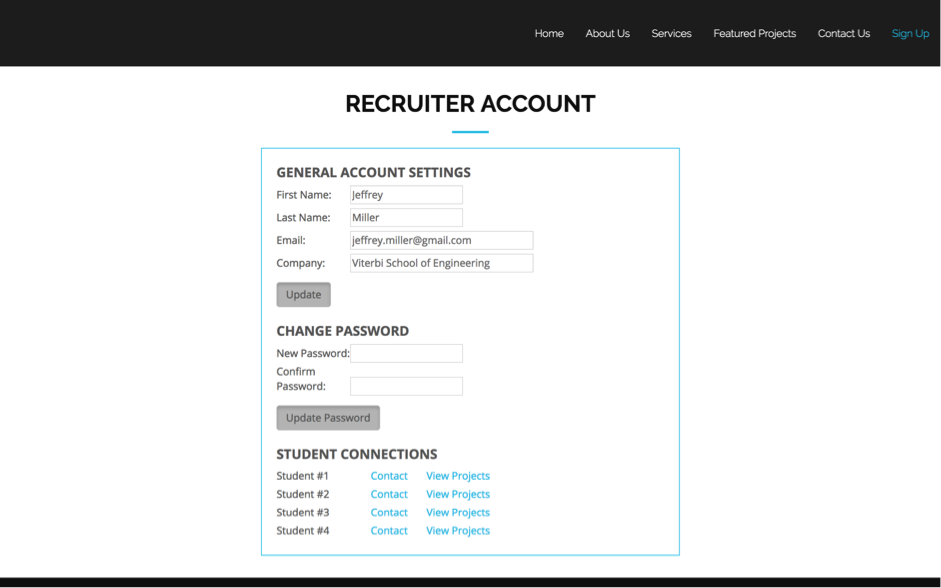 Home About Us Services Featured Projects Contact Us Sign Up
RECRUITER ACCOUNT
GENERAL ACCOUNT SETTINGS
First Name: Jeffrey
Last Name: Miller
Email: jeffrey.miller@gmail.com
Company: Viterbi School of Engineering
Update
CHANGE PASSWORD
New Password:
Confirm
Password:
Update Password
STUDENT CONNECTIONS
Student #1 Contact View Projects
Student #2 Contact View Projects
Student #3 Contact View Projects
Student #4 Contact View Projects